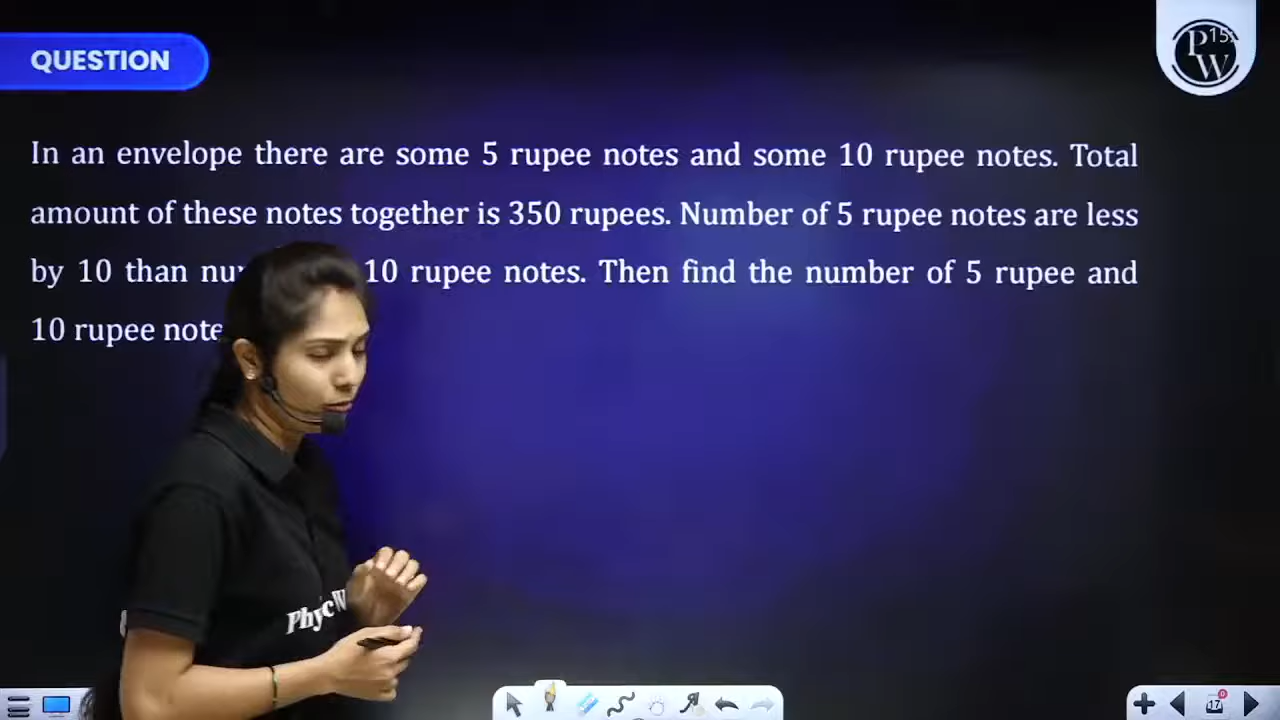 QUESTION
P 15
W
In an envelope there are some 5 rupee notes and some 10 rupee notes. Total
amount of these notes together is 350 rupees. Number of 5 rupee notes are less
by 10 than 10 rupee notes. Then find the number of 5 rupee and
10 rupee
17